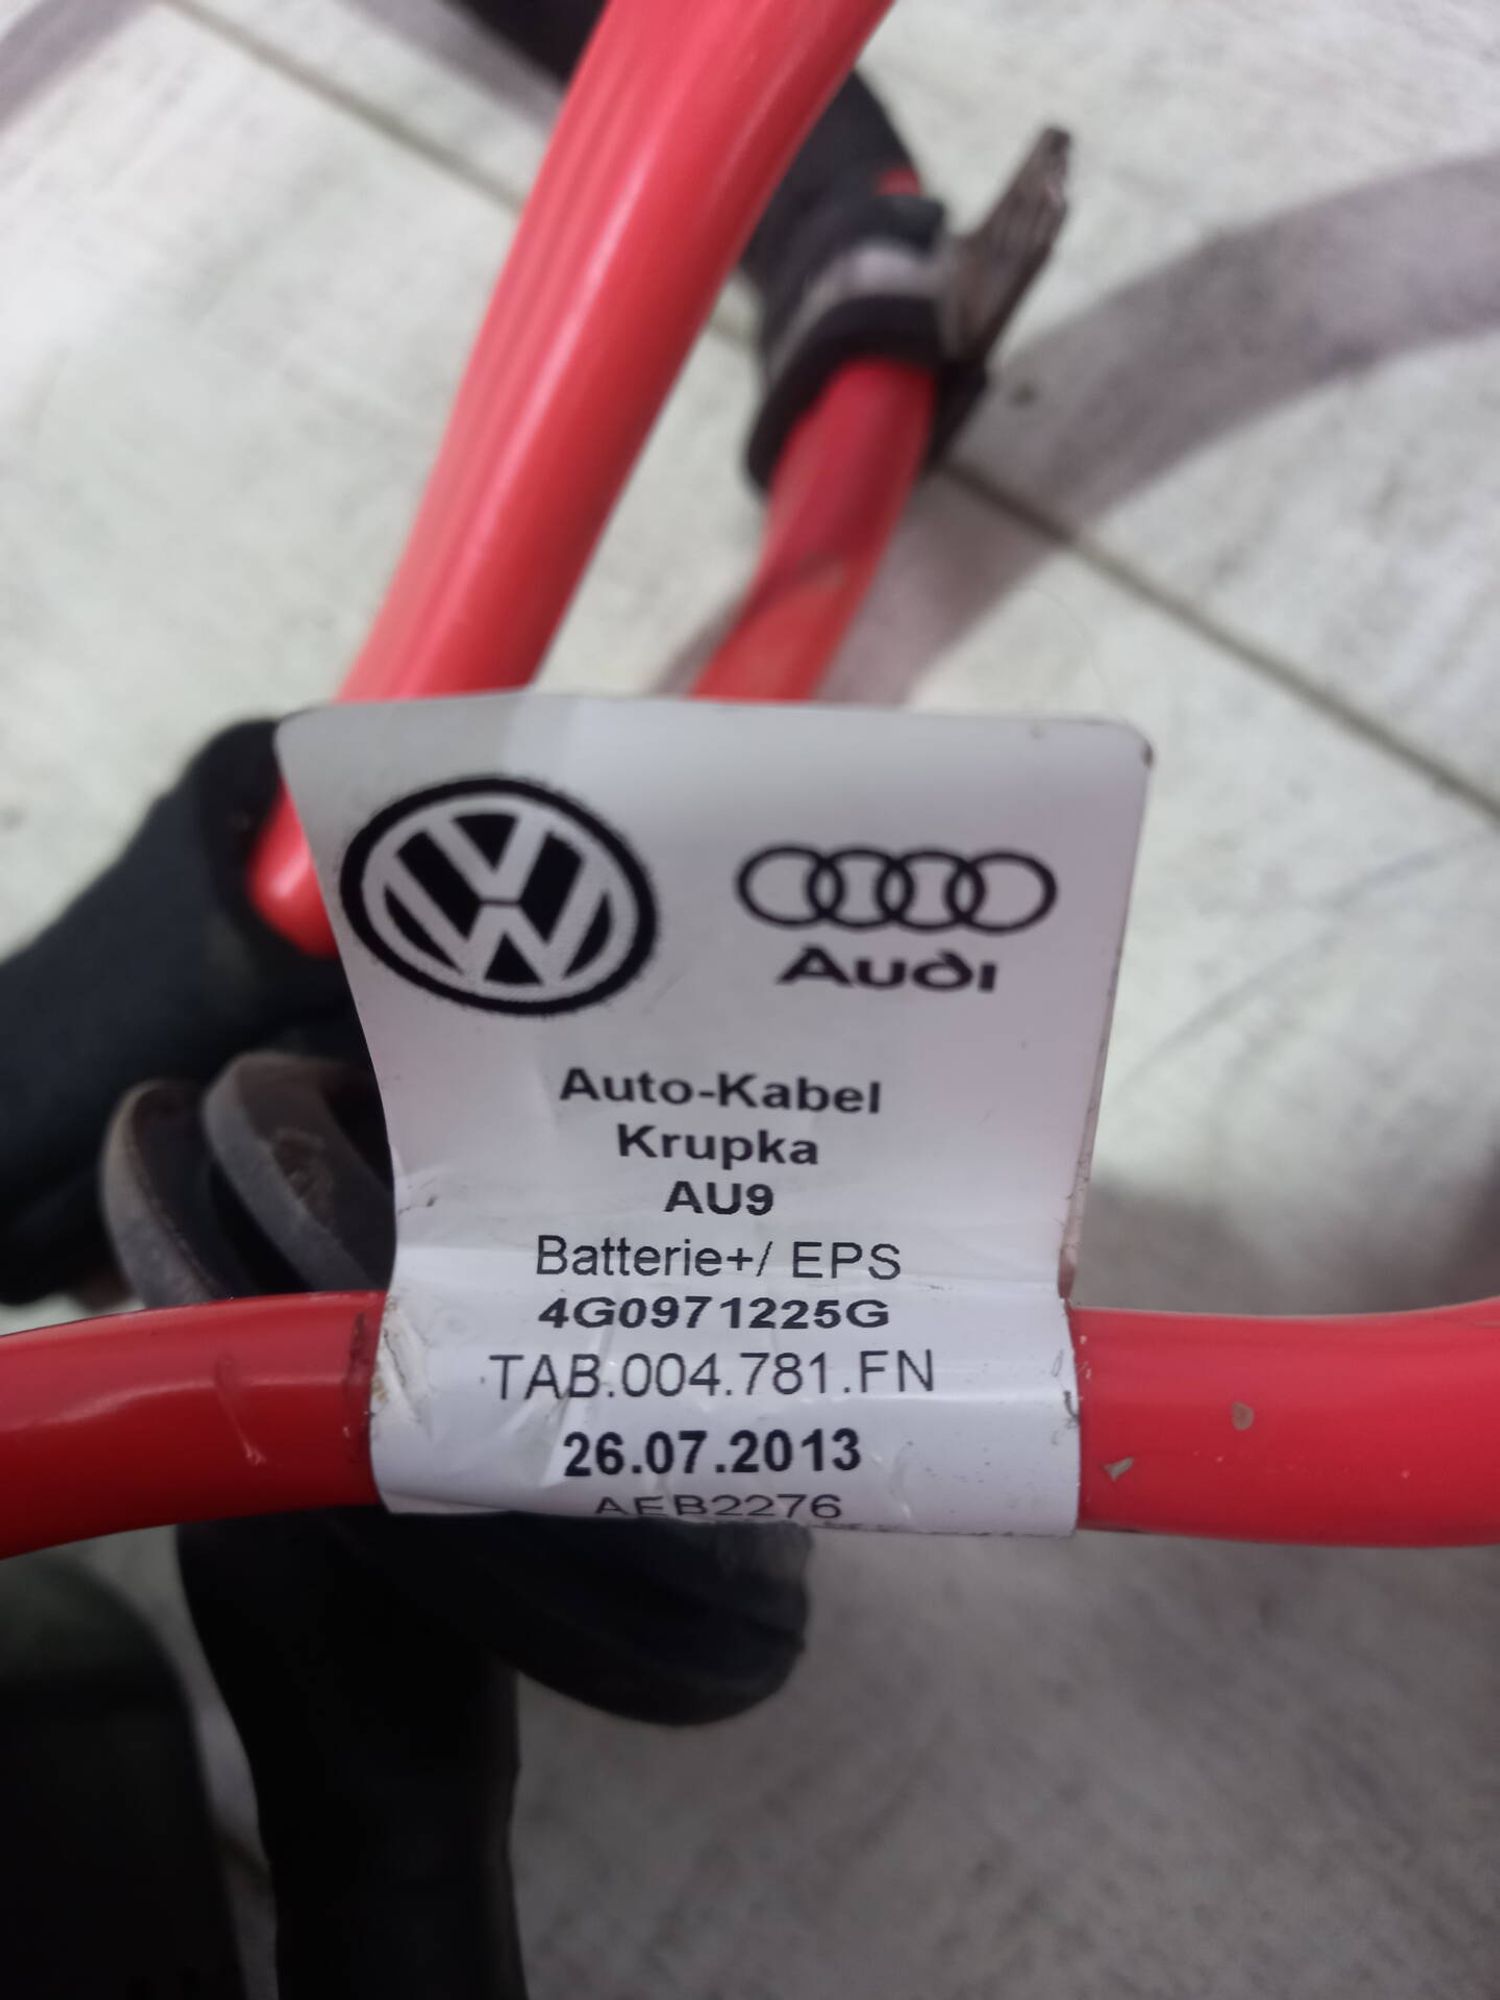 Audi
Auto-Kabel
Krupka
AU9
Batterie+/ EPS
4G0971225G
TAB.004.781.FN
26.07.2013
AEB2276